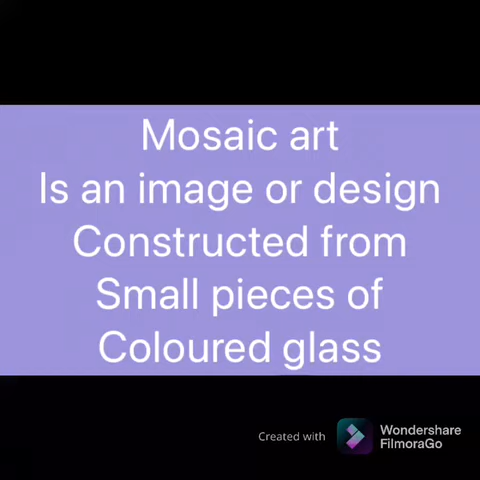 Mosaic art
Is an image or design
Constructed from
Small pieces of
Coloured glass
Created with
Wondershare
FilmoraGo